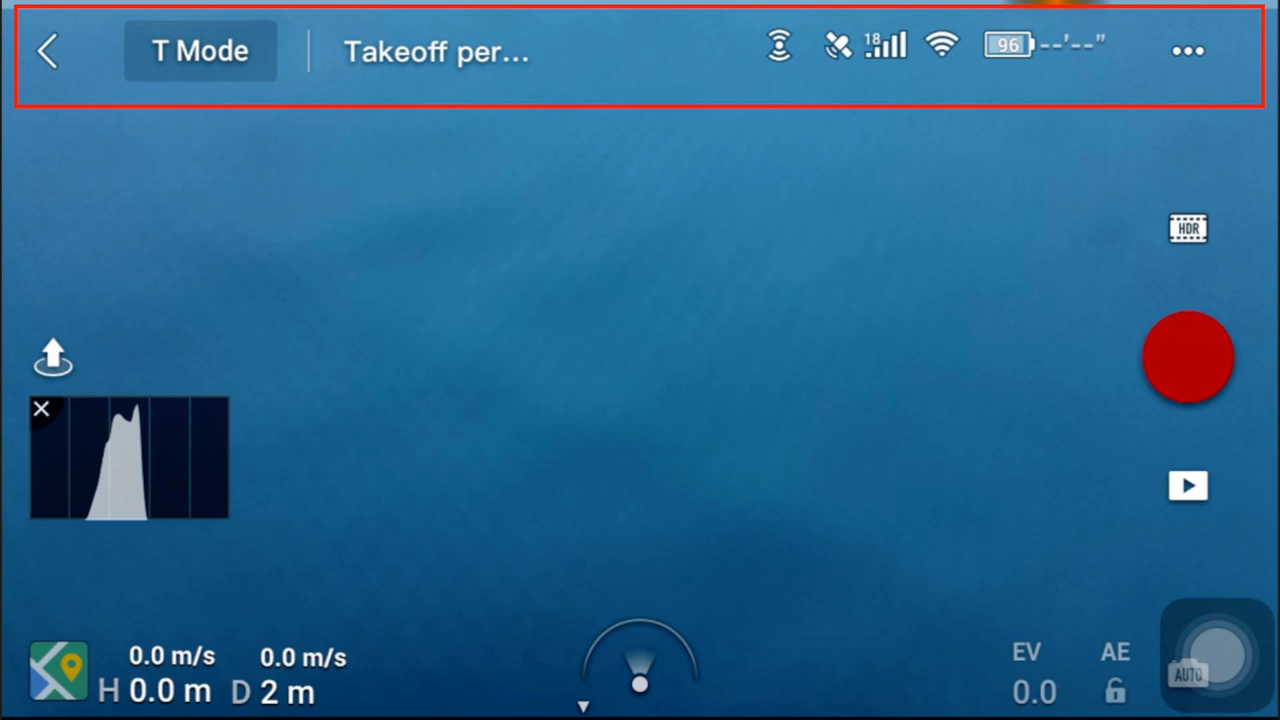 T Mode
Takeoff per...
18
96
--'--"
HDR
0.0 m/s 0.0 m/s
H 0.0 m D 2 m
EV AE
0.0
AUTO